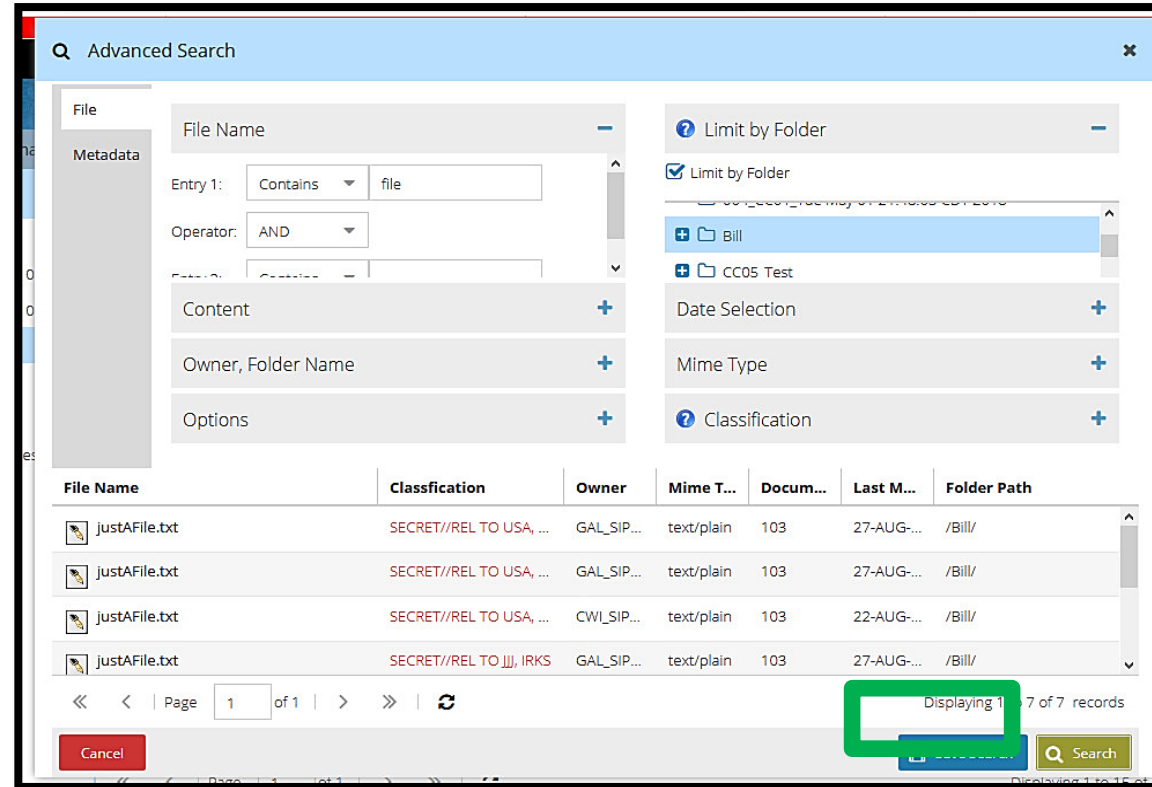 Advanced Search
File
Metadata
File Name
Entry 1: Contains file
Operator: AND
Limit by Folder
Limit by Folder
Bill
CC05 Test
Content
Owner, Folder Name
Options
Date Selection
Mime Type
Classification
File Name Classfication Owner Mime T... Docum... Last M... Folder Path
justAFile.txt SECRET//REL TO USA, ... GAL_SIP... text/plain 103 27-AUG-... /Bill/
justAFile.txt SECRET//REL TO USA, ... GAL_SIP... text/plain 103 27-AUG-... /Bill/
justAFile.txt SECRET//REL TO USA, ... CWI_SIP... text/plain 103 22-AUG-... /Bill/
justAFile.txt SECRET//REL TO JJJ, IRKS GAL_SIP... text/plain 103 27-AUG-... /Bill/
Page 1 of 1
Displaying 1 7 of 7 records
Cancel
Search